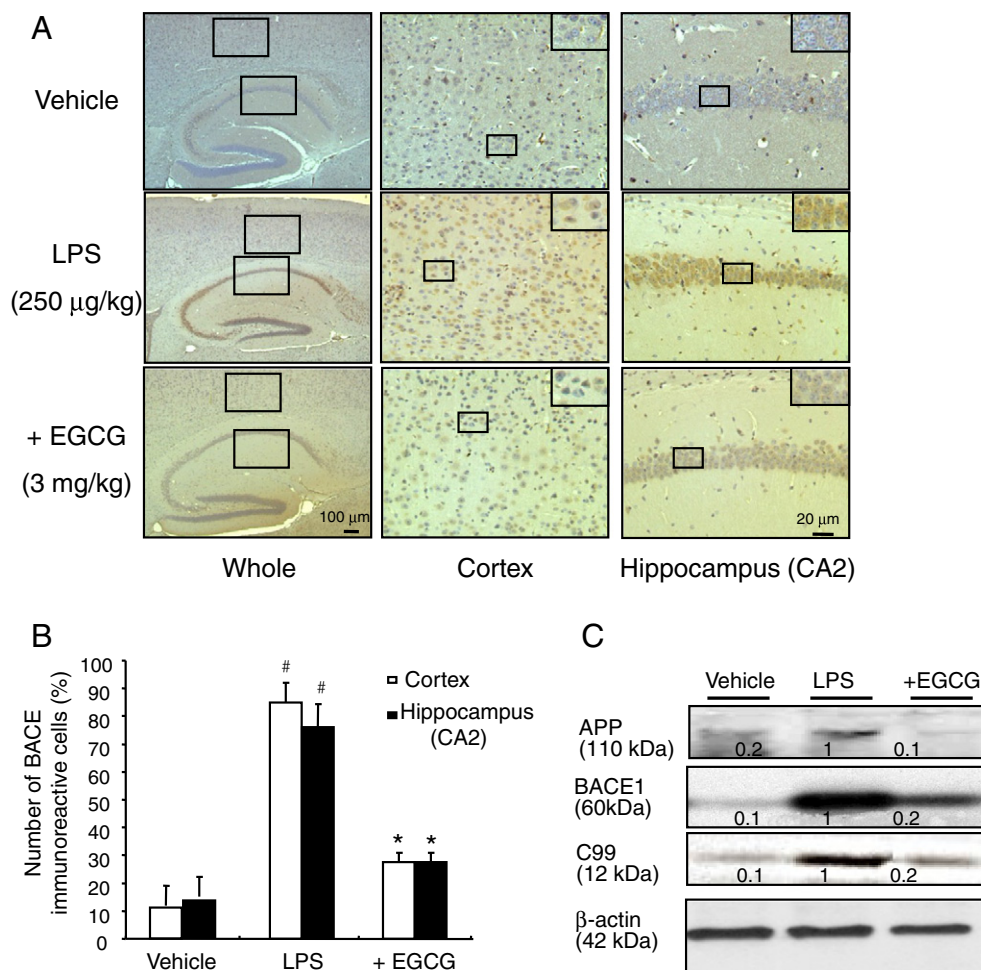 A
Vehicle
LPS
(250 μg/kg)
+ EGCG
(3 mg/kg)
100 μm
20 μm
Whole
Cortex
Hippocampus (CA2)
B
Number of BACE
immunoreactive cells (%)
100
90
80
70
60
50
40
30
20
10
0
#
#
*
*
Cortex
Hippocampus
(CA2)
Vehicle
LPS
+ EGCG
C
Vehicle
LPS
+EGCG
APP
(110 kDa)
0.2
1
0.1
BACE1
(60kDa)
0.1
1
0.2
C99
(12 kDa)
0.1
1
0.2
β-actin
(42 kDa)